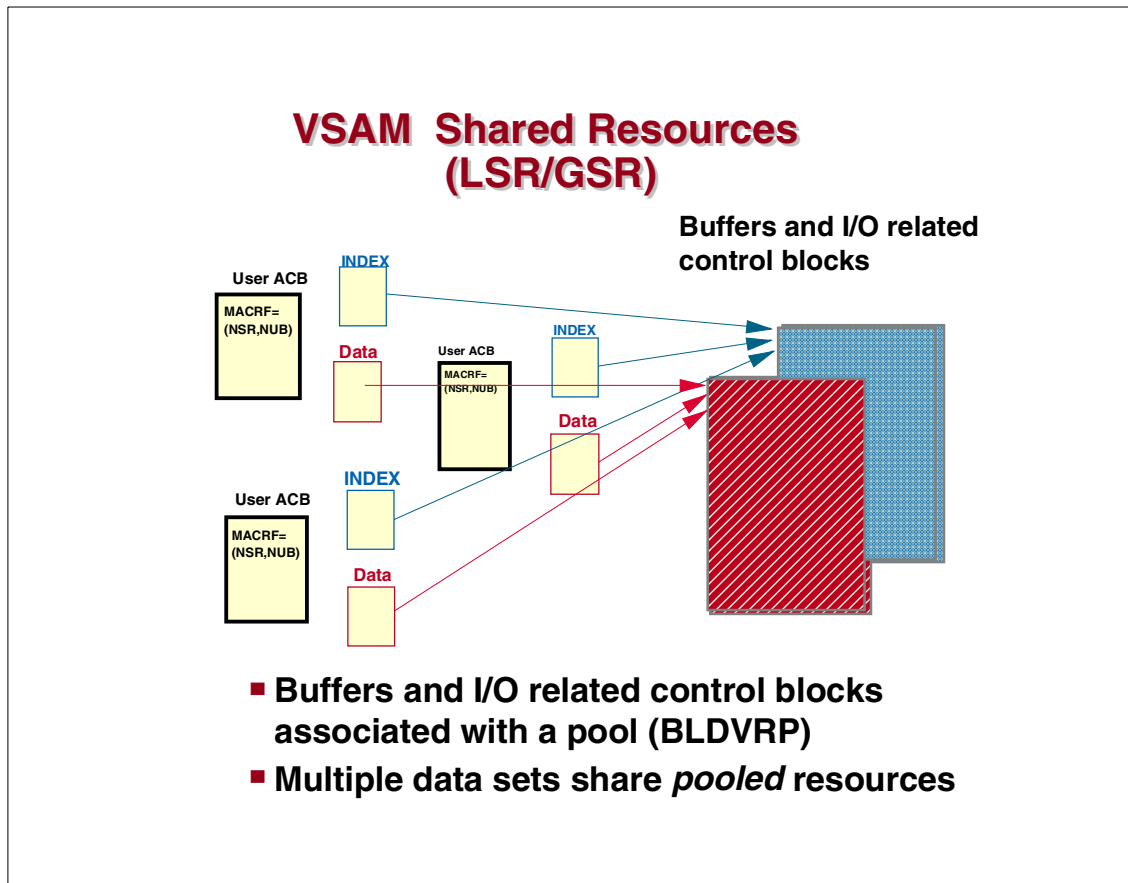 VSAM Shared Resources
(LSR/GSR)
Buffers and I/O related
control blocks
User ACB
MACRF=
(NSR,NUB)
INDEX
Data
User ACB
MACRF=
(NSR,NUB)
INDEX
Data
User ACB
MACRF=
(NSR,NUB)
INDEX
Data
Buffers and I/O related control blocks
associated with a pool (BLDVRP)
Multiple data sets share pooled resources